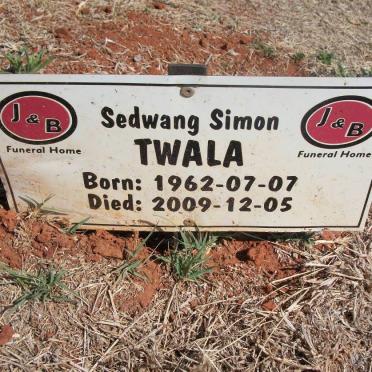 J & B
Funeral Home
J & B
Funeral Home
Sedwang Simon
TWALA
Born: 1962-07-07
Died: 2009-12-05